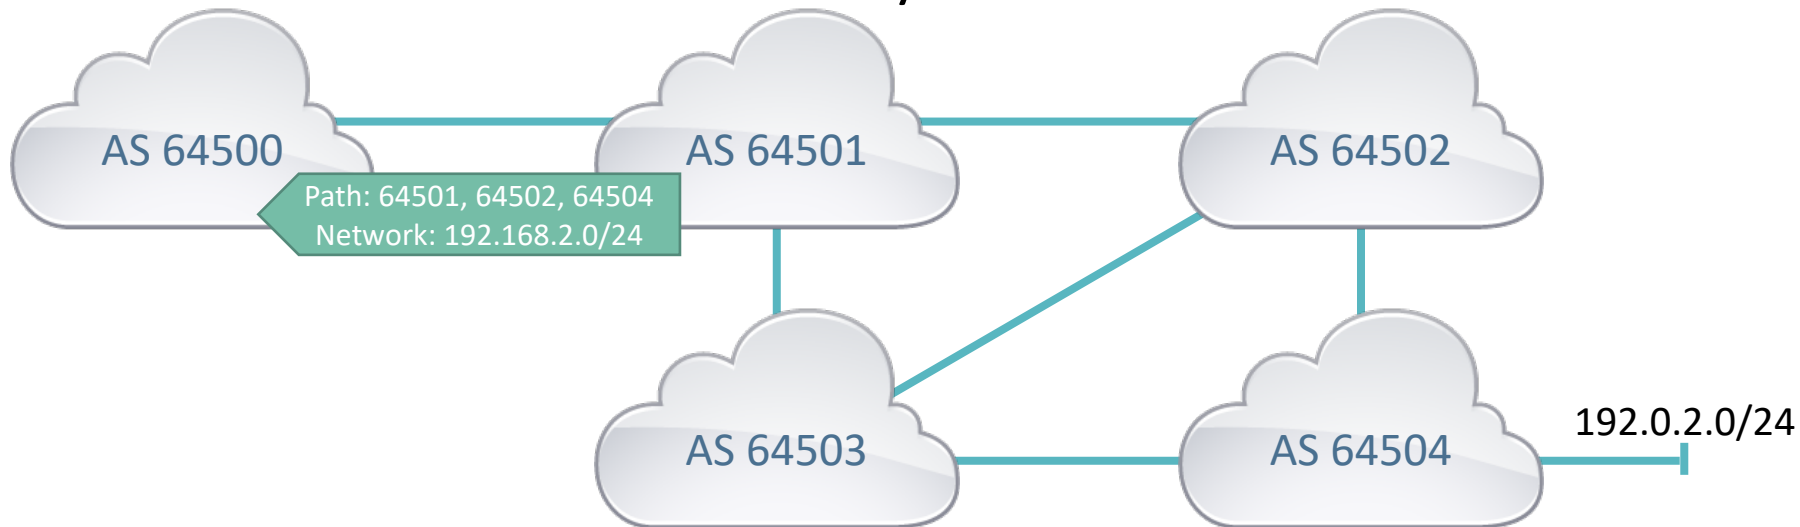 AS 64500
AS 64501
AS 64502
Path: 64501, 64502, 64504
Network: 192.168.2.0/24
AS 64503
AS 64504
192.0.2.0/24